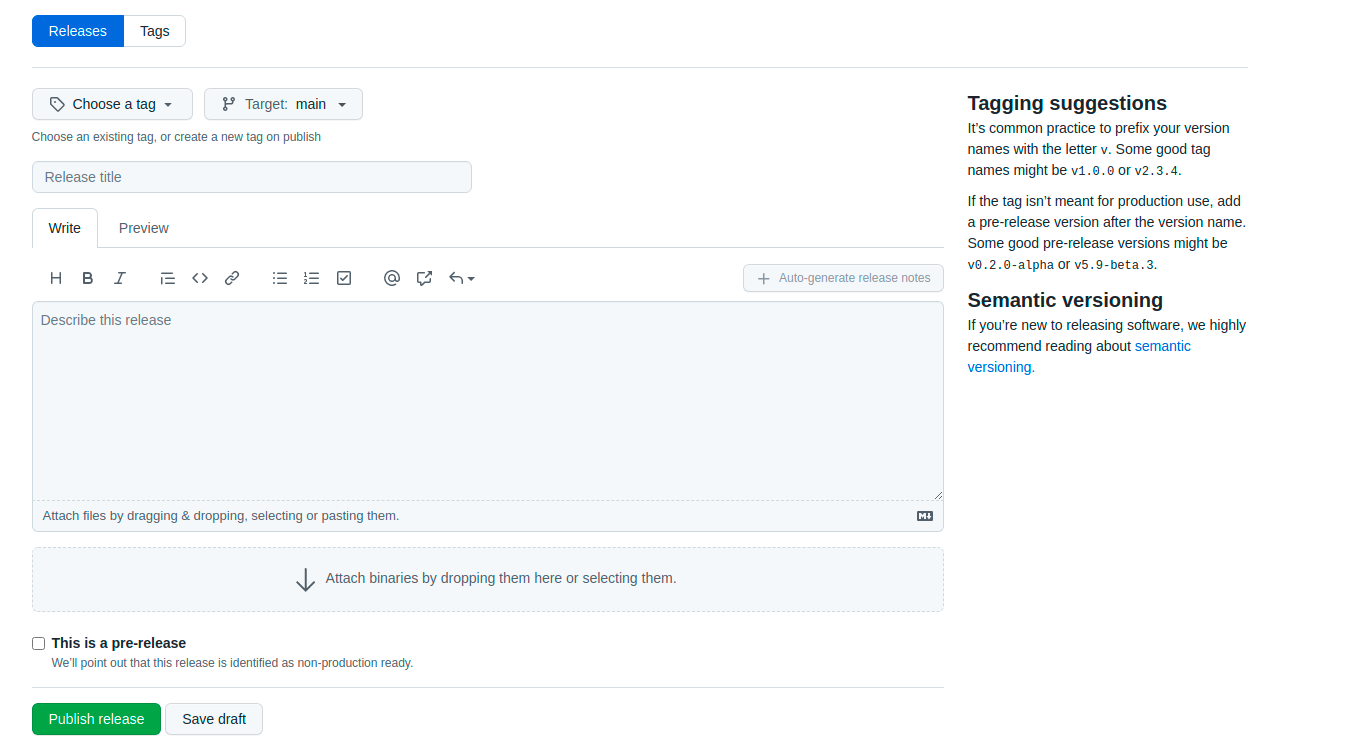 Releases Tags
Choose a tag Target: main
Choose an existing tag, or create a new tag on publish
Release title
Write Preview
Auto-generate release notes
Describe this release
Attach files by dragging & dropping, selecting or pasting them.
Attach binaries by dropping them here or selecting them.
This is a pre-release
We’ll point out that this release is identified as non-production ready.
Publish release Save draft
Tagging suggestions
It’s common practice to prefix your version
names with the letter v. Some good tag
names might be v1.0.0 or v2.3.4.
If the tag isn’t meant for production use, add
a pre-release version after the version name.
Some good pre-release versions might be
v0.2.0-alpha or v5.9-beta.3.
Semantic versioning
If you’re new to releasing software, we highly
recommend reading about semantic
versioning.